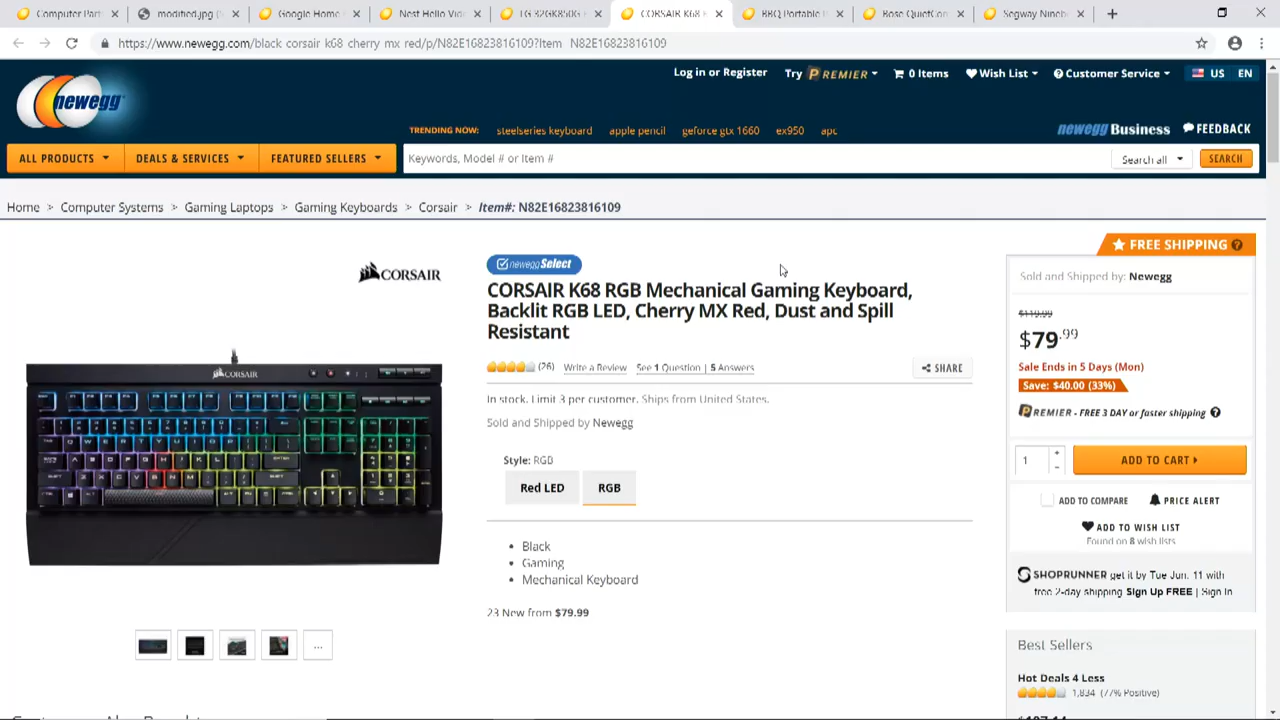 Computer Part
modified.jpg (
Google Home
Nest Hello Vid
LG 32GK850G
CORSAIR K68
BBQ Portable
Bose QuietCom
Segway Nineb
https://www.newegg.com/black corsair k68 cherry mx red/p/N82E16823816109?Item N82E16823816109
Log in or Register Try PREMIER 0 Items Wish List Customer Service US EN
newegg
TRENDING NOW: steelseries keyboard apple pencil geforce gtx 1660 ex950 apc
newegg Business FEEDBACK
ALL PRODUCTS DEALS & SERVICES FEATURED SELLERS Keywords, Model # or Item # Search all SEARCH
Home > Computer Systems > Gaming Laptops > Gaming Keyboards > Corsair > Item#: N82E16823816109
FREE SHIPPING
CORSAIR
newegg Select
CORSAIR K68 RGB Mechanical Gaming Keyboard,
Backlit RGB LED, Cherry MX Red, Dust and Spill
Resistant
(26) Write a Review See 1 Question | 5 Answers
SHARE
In stock. Limit 3 per customer. Ships from United States.
Sold and Shipped by Newegg
Style: RGB
Red LED RGB
• Black
• Gaming
• Mechanical Keyboard
23 New from $79.99
CORSAIR
...
Sold and Shipped by: Newegg
$119.99
$79.99
Sale Ends in 5 Days (Mon)
Save: $40.00 (33%)
PREMIER - FREE 3 DAY or faster shipping
1 ADD TO CART
ADD TO COMPARE PRICE ALERT
ADD TO WISH LIST
Found on 8 wish lists
SHOPRUNNER get it by Tue Jun. 11 with
free 2-day shipping Sign Up FREE | Sign In
Best Sellers
Hot Deals 4 Less
1,834 (77% Positive)